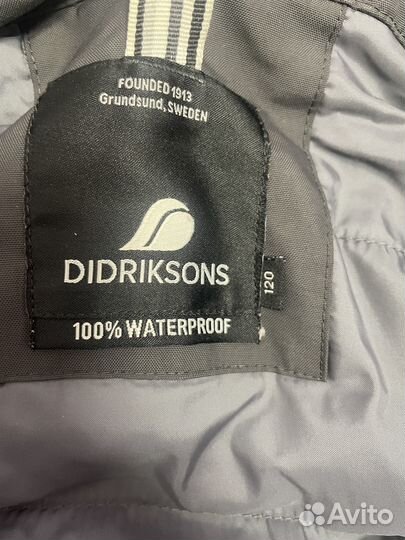 FOUNDED 1913
Grundsund, SWEDEN
DIDRIKSONS
120
100% WATERPROOF
Avito